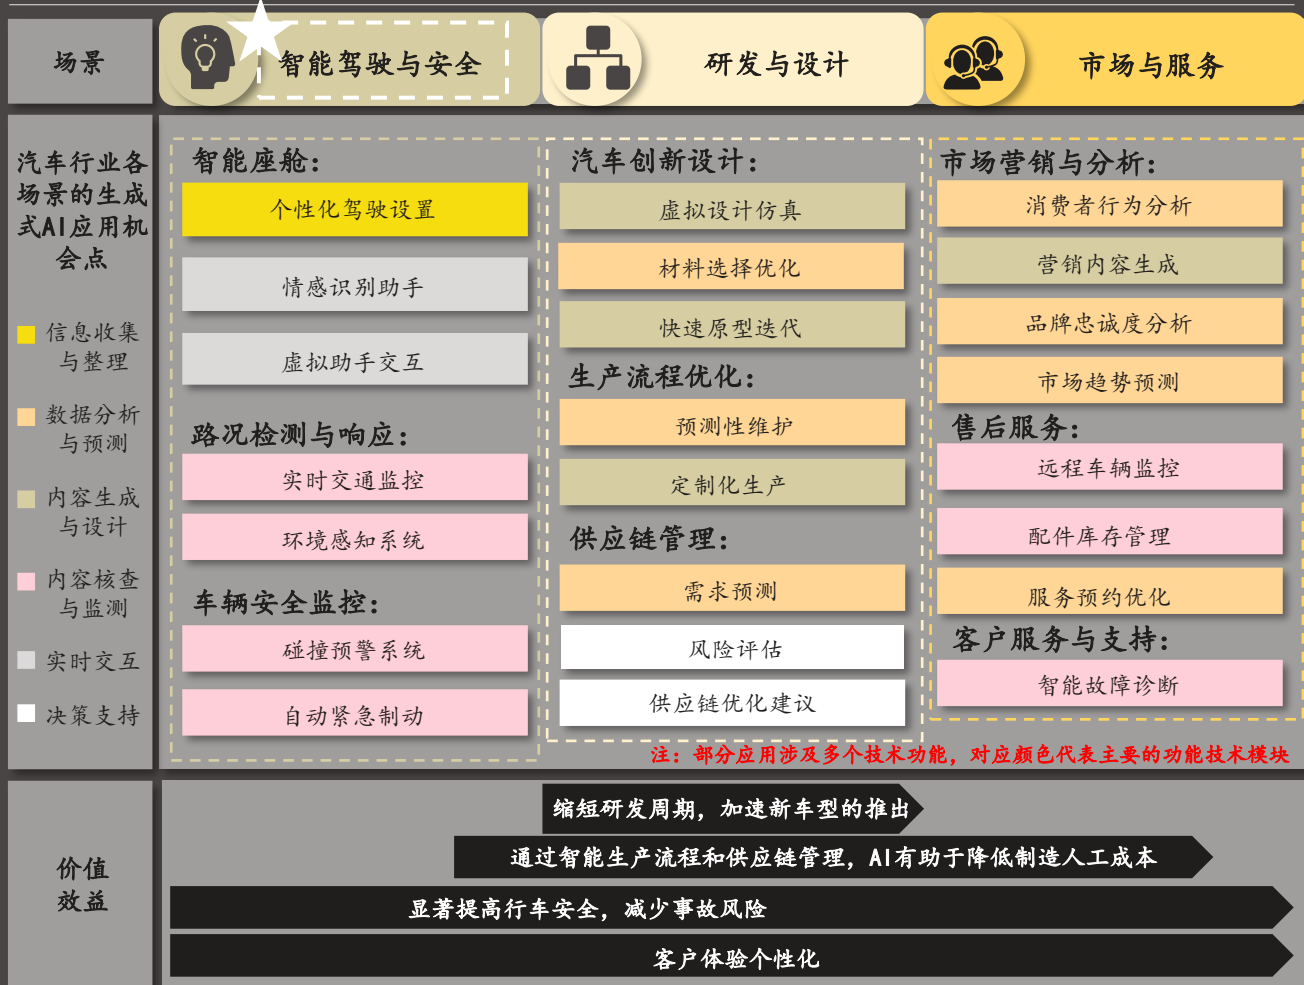 场景
智能驾驶与安全
研发与设计
市场与服务
汽车行业各
场景的生成
式AI应用机
会点
信息收集
与整理
数据分析
与预测
内容生成
与设计
内容核查
与监测
实时交互
决策支持
智能座舱：
个性化驾驶设置
情感识别助手
虚拟助手交互
路况检测与响应：
实时交通监控
环境感知系统
车辆安全监控：
碰撞预警系统
自动紧急制动
汽车创新设计：
虚拟设计仿真
材料选择优化
快速原型迭代
生产流程优化：
预测性维护
定制化生产
供应链管理：
需求预测
风险评估
供应链优化建议
市场营销与分析：
消费者行为分析
营销内容生成
品牌忠诚度分析
市场趋势预测
售后服务：
远程车辆监控
配件库存管理
服务预约优化
客户服务与支持：
智能故障诊断
注：部分应用涉及多个技术功能，对应颜色代表主要的功能技术模块
价值
效益
缩短研发周期，加速新车型的推出
通过智能生产流程和供应链管理，AI有助于降低制造人工成本
显著提高行车安全，减少事故风险
客户体验个性化